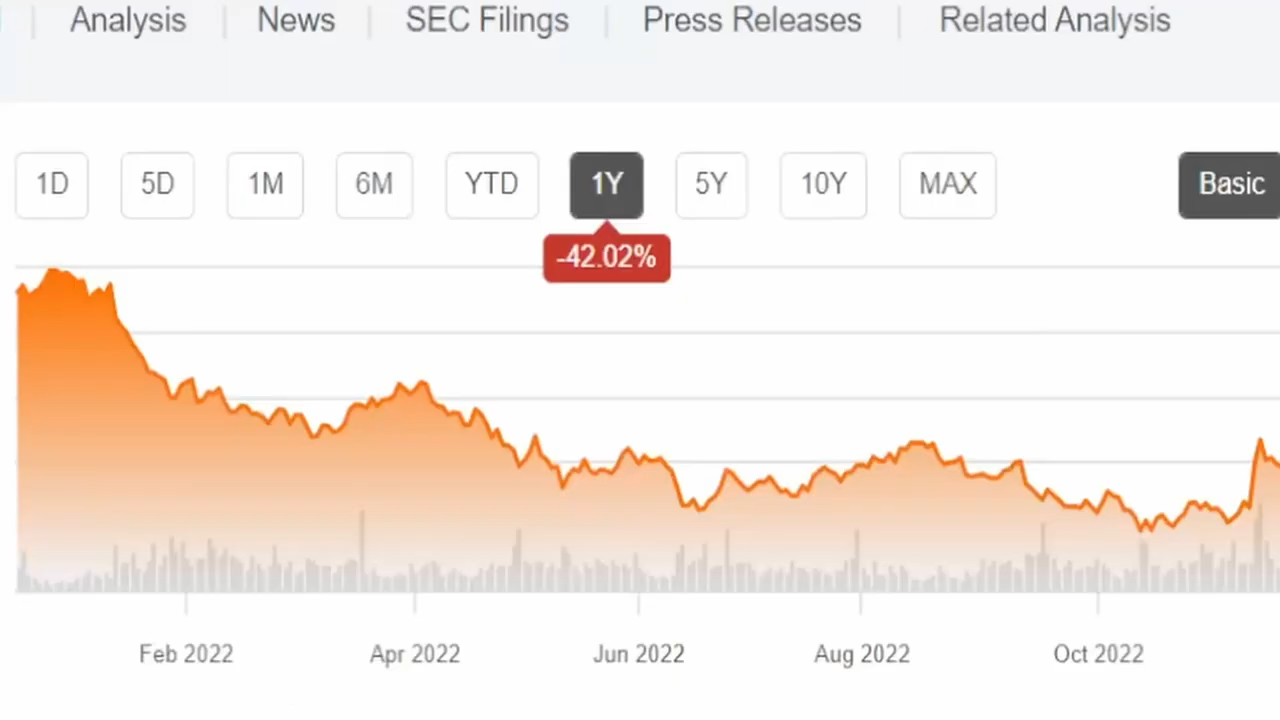 Analysis News SEC Filings Press Releases Related Analysis
1D 5D 1M 6M YTD 1Y 5Y 10Y MAX Basic
-42.02%
Feb 2022 Apr 2022 Jun 2022 Aug 2022 Oct 2022